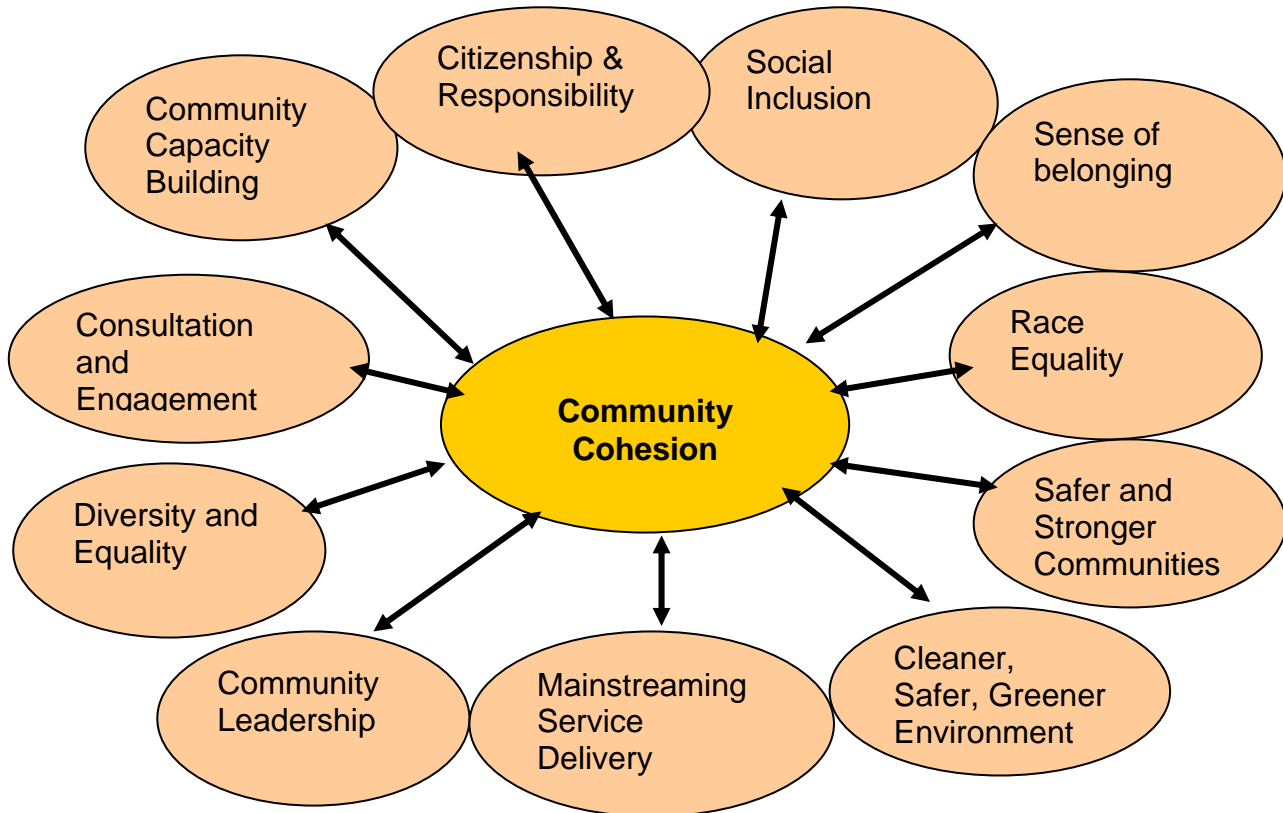 Citizenship &
Responsibility
Social
Inclusion
Community
Capacity
Building
Sense of
belonging
Consultation
and
Engagement
Race
Equality
Community
Cohesion
Diversity and
Equality
Safer and
Stronger
Communities
Community
Leadership
Mainstreaming
Service
Delivery
Cleaner,
Safer, Greener
Environment